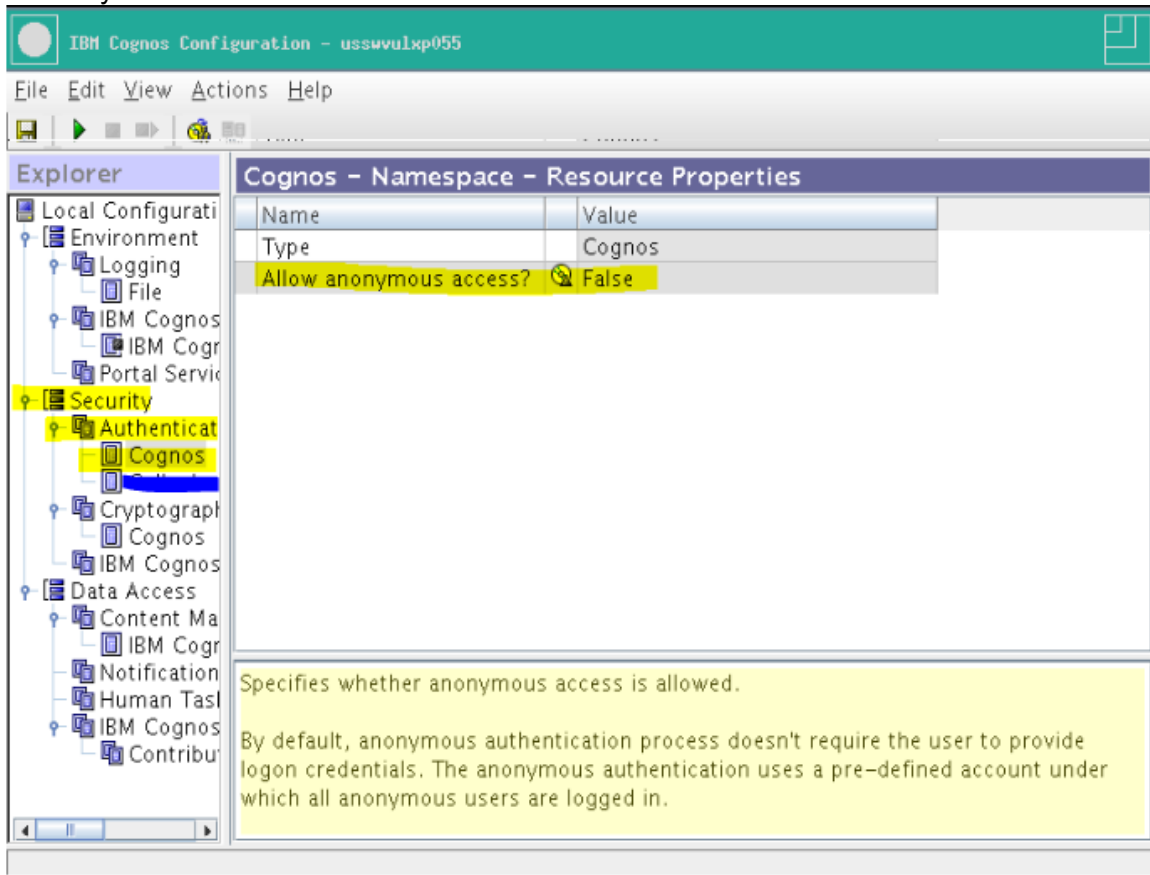 IBM Cognos Configuration - usswvulxp055
File Edit View Actions Help
Explorer
Local Configurati
Environment
Logging
File
IBM Cognos
IBM Cogr
Portal Servic
Security
Authenticat
Cognos
Cryptograph
Cognos
IBM Cognos
Data Access
Content Ma
IBM Cogr
Notification
Human Tasl
IBM Cognos
Contribu
Cognos - Namespace - Resource Properties
Name Value
Type Cognos
Allow anonymous access? False
Specifies whether anonymous access is allowed.
By default, anonymous authentication process doesn't require the user to provide
logon credentials. The anonymous authentication uses a pre-defined account under
which all anonymous users are logged in.